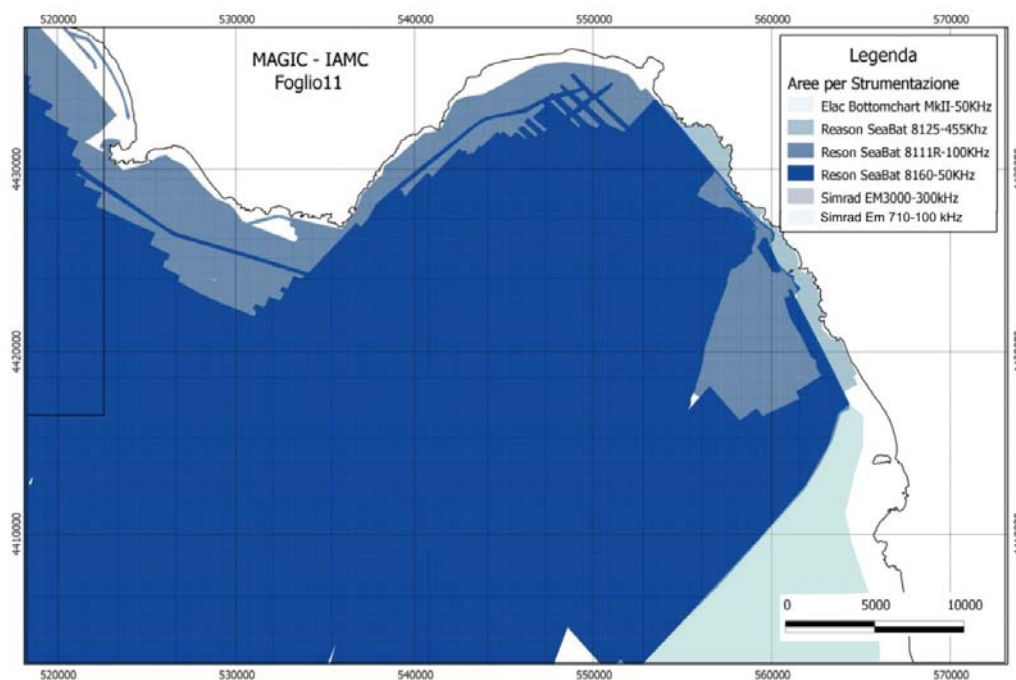 520000 530000 540000 550000 560000 570000
MAGIC - IAMC
Foglio11
Legenda
Aree per Strumentazione
Elac Bottomchart MkII-50KHz
Reason SeaBat 8125-455Khz
Reson SeaBat 8111R-100KHz
Reson SeaBat 8160-50KHz
Simrad EM3000-300kHz
Simrad Em 710-100 kHz
4430000
4420000
4420000
4410000
4410000
0 5000 10000
520000 530000 540000 550000 560000 570000